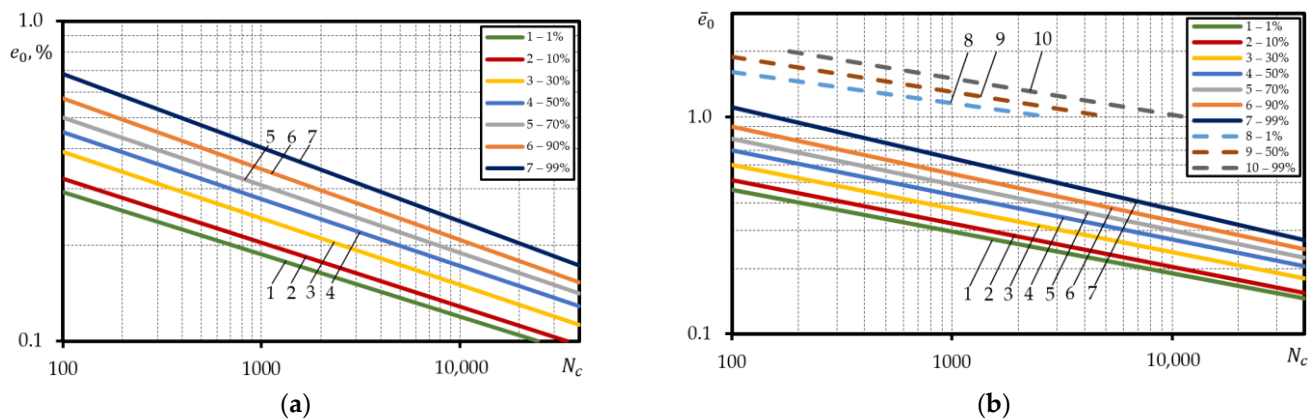 1.0
e₀, %
0.1
100
1000
10,000
N_c
1 – 1%
2 – 10%
3 – 30%
4 – 50%
5 – 70%
6 – 90%
7 – 99%
5 6 7
1 2 3 4
(a)
ē₀
1.0
0.1
100
1000
10,000
N_c
1 – 1%
2 – 10%
3 – 30%
4 – 50%
5 – 70%
6 – 90%
7 – 99%
8 – 1%
9 – 50%
10 – 99%
8 9 10
1 2 3 4 5 6 7
(b)